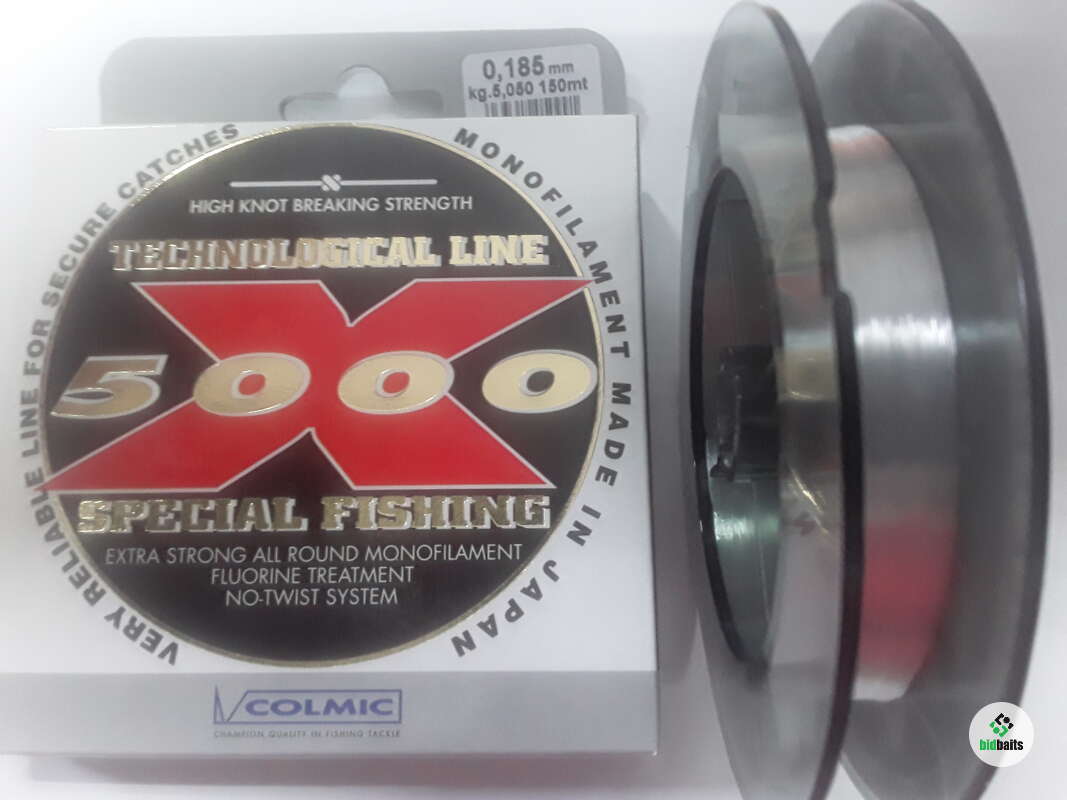 0,185 mm
kg.5,050 150mt
VERY RELIABLE LINE FOR SECURE CATCHES
MONOFILAMENT MADE IN JAPAN
HIGH KNOT BREAKING STRENGTH
TECHNOLOGICAL LINE
X
5000
SPECIAL FISHING
EXTRA STRONG ALL ROUND MONOFILAMENT
FLUORINE TREATMENT
NO-TWIST SYSTEM
COLMIC
CHAMPION QUALITY IN FISHING TACKLE
bidbaits